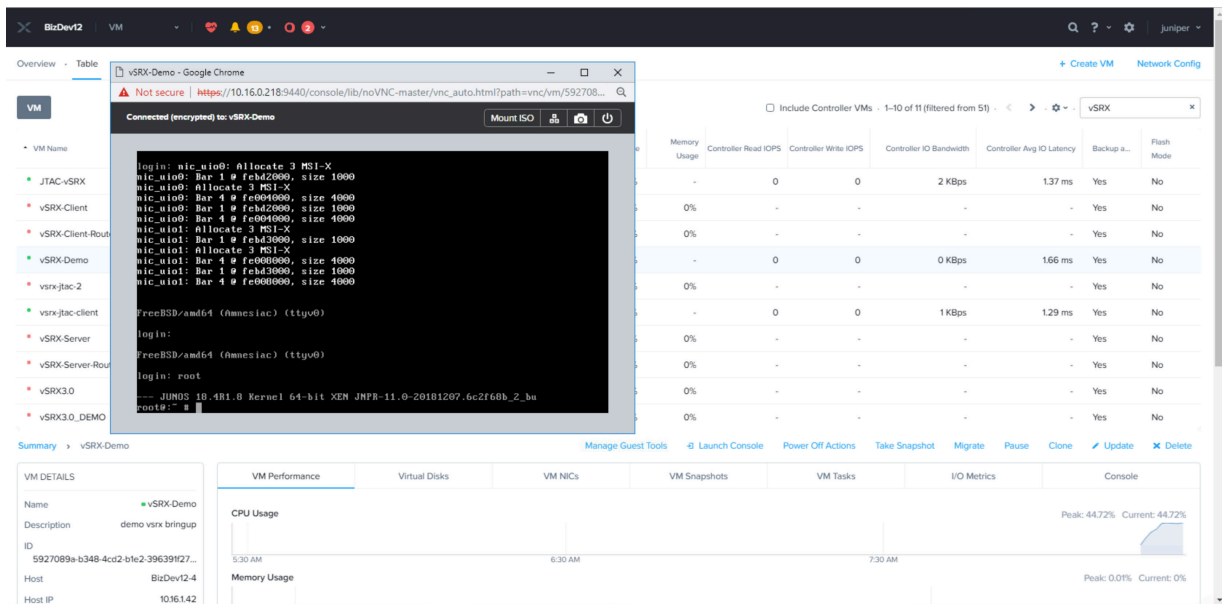 BizDev12 VM 13 2 ? juniper
Overview · Table + Create VM Network Config
vSRX-Demo - Google Chrome
Not secure | https://10.16.0.218:9440/console/lib/noVNC-master/vnc_auto.html?path=vnc/vm/592708...
VM Include Controller VMs · 1–10 of 11 (filtered from 51) · vSRX ×
Connected (encrypted) to: vSRX-Demo Mount ISO
VM Name Memory Usage Controller Read IOPS Controller Write IOPS Controller IO Bandwidth Controller Avg IO Latency Backup a... Flash Mode
JTAC-vSRX - 0 0 2 KBps 1.37 ms Yes No
vSRX-Client 0% - - - - Yes No
vSRX-Client-Rout 0% - - - - Yes No
vSRX-Demo - 0 0 0 KBps 1.66 ms Yes No
vsrx-jtac-2 0% - - - - Yes No
vsrx-jtac-client - 0 0 1 KBps 1.29 ms Yes No
vSRX-Server 0% - - - - Yes No
vSRX-Server-Rout 0% - - - - Yes No
vSRX3.0 0% - - - - Yes No
vSRX3.0_DEMO 0% - - - - Yes No
login: nic_uio0: Allocate 3 MSI-X
nic_uio0: Bar 1 @ febd2000, size 1000
nic_uio0: Allocate 3 MSI-X
nic_uio0: Bar 4 @ fe004000, size 4000
nic_uio0: Bar 1 @ febd2000, size 1000
nic_uio0: Bar 4 @ fe004000, size 4000
nic_uio1: Allocate 3 MSI-X
nic_uio1: Bar 1 @ febd3000, size 1000
nic_uio1: Allocate 3 MSI-X
nic_uio1: Bar 4 @ fe008000, size 4000
nic_uio1: Bar 1 @ febd3000, size 1000
nic_uio1: Bar 4 @ fe008000, size 4000
FreeBSD/amd64 (Amnesiac) (ttyv0)
login:
FreeBSD/amd64 (Amnesiac) (ttyv0)
login: root
--- JUNOS 18.4R1.8 Kernel 64-bit XEN JNPR-11.0-20181207.6c2f68b_2_bu
root@:~ #
Summary > vSRX-Demo Manage Guest Tools Launch Console Power Off Actions Take Snapshot Migrate Pause Clone Update Delete
VM DETAILS VM Performance Virtual Disks VM NICs VM Snapshots VM Tasks I/O Metrics Console
Name vSRX-Demo
Description demo vsrx bringup
ID
5927089a-b348-4cd2-b1e2-396391f27...
Host BizDev12-4
Host IP 10.16.1.42
CPU Usage Peak: 44.72% Current: 44.72%
5:30 AM 6:30 AM 7:30 AM
Memory Usage Peak: 0.01% Current: 0%